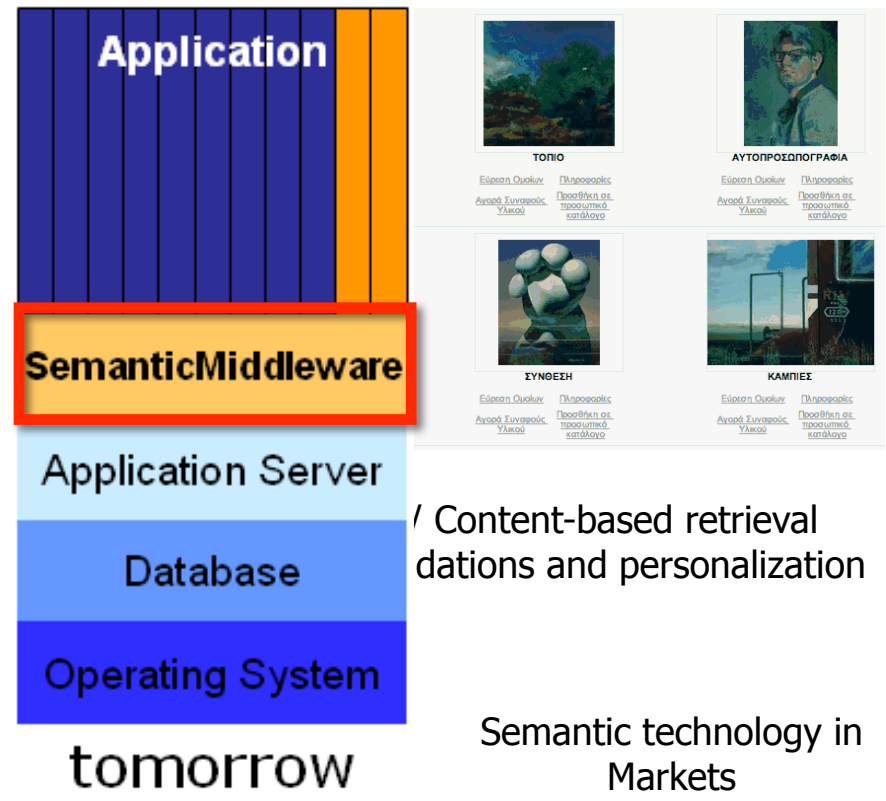 Application
SemanticMiddleware
Application Server
Database
Operating System
tomorrow
ΤΟΠΙΟ
Εύρεση Ομοίων Πληροφορίες
Αγορά Συναφούς Υλικού
Προσθήκη σε προσωπικό κατάλογο
ΑΥΤΟΠΡΟΣΩΠΟΓΡΑΦΙΑ
Εύρεση Ομοίων Πληροφορίες
Αγορά Συναφούς Υλικού
Προσθήκη σε προσωπικό κατάλογο
ΣΥΝΘΕΣΗ
Εύρεση Ομοίων Πληροφορίες
Αγορά Συναφούς Υλικού
Προσθήκη σε προσωπικό κατάλογο
ΚΑΜΠΙΕΣ
Εύρεση Ομοίων Πληροφορίες
Αγορά Συναφούς Υλικού
Προσθήκη σε προσωπικό κατάλογο
/ Content-based retrieval
dations and personalization
Semantic technology in
Markets